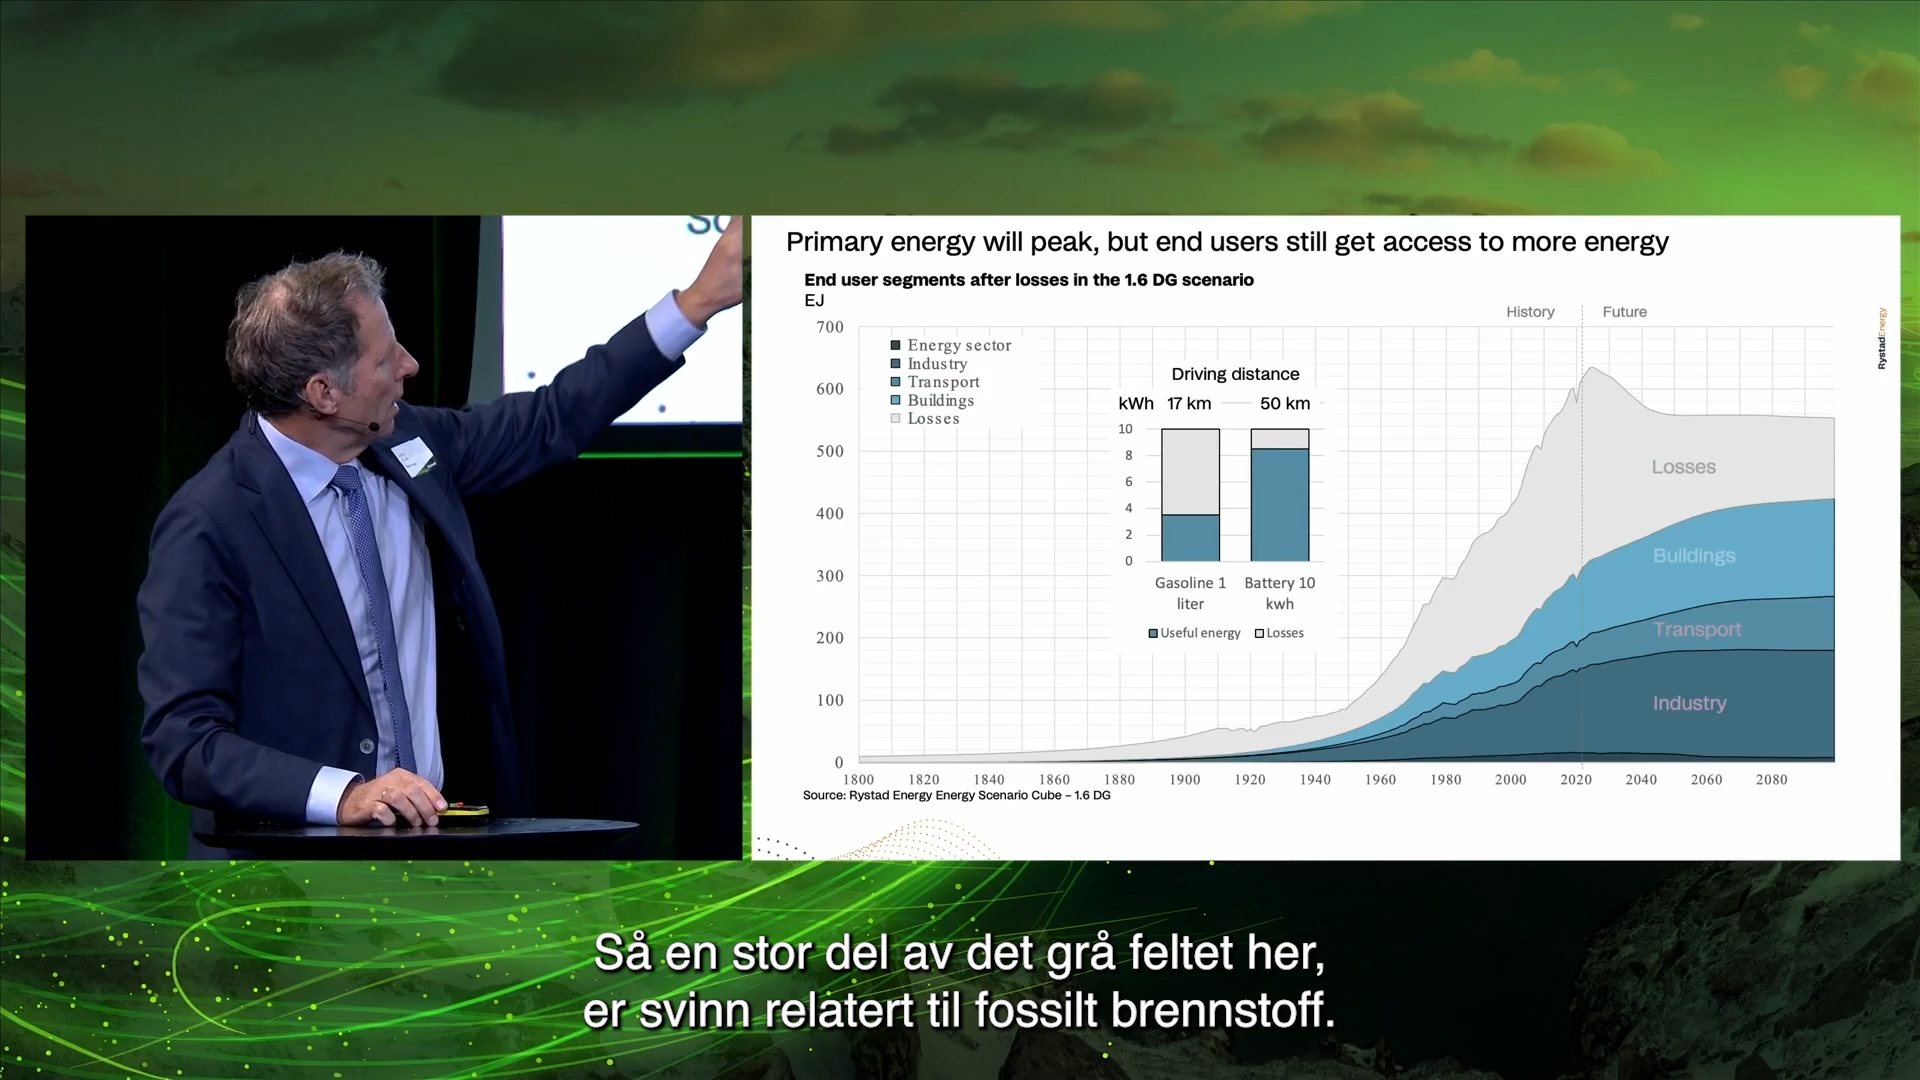 So
Primary energy will peak, but end users still get access to more energy
End user segments after losses in the 1.6 DG scenario
EJ
History Future
RystadEnergy
700
600
500
400
300
200
100
0
Energy sector
Industry
Transport
Buildings
Losses
Driving distance
kWh 17 km 50 km
10
8
6
4
2
0
Gasoline 1 liter
Battery 10 kwh
Useful energy Losses
Losses
Buildings
Transport
Industry
1800 1820 1840 1860 1880 1900 1920 1940 1960 1980 2000 2020 2040 2060 2080
Source: Rystad Energy Energy Scenario Cube – 1.6 DG
Så en stor del av det grå feltet her,
er svinn relatert til fossilt brennstoff.